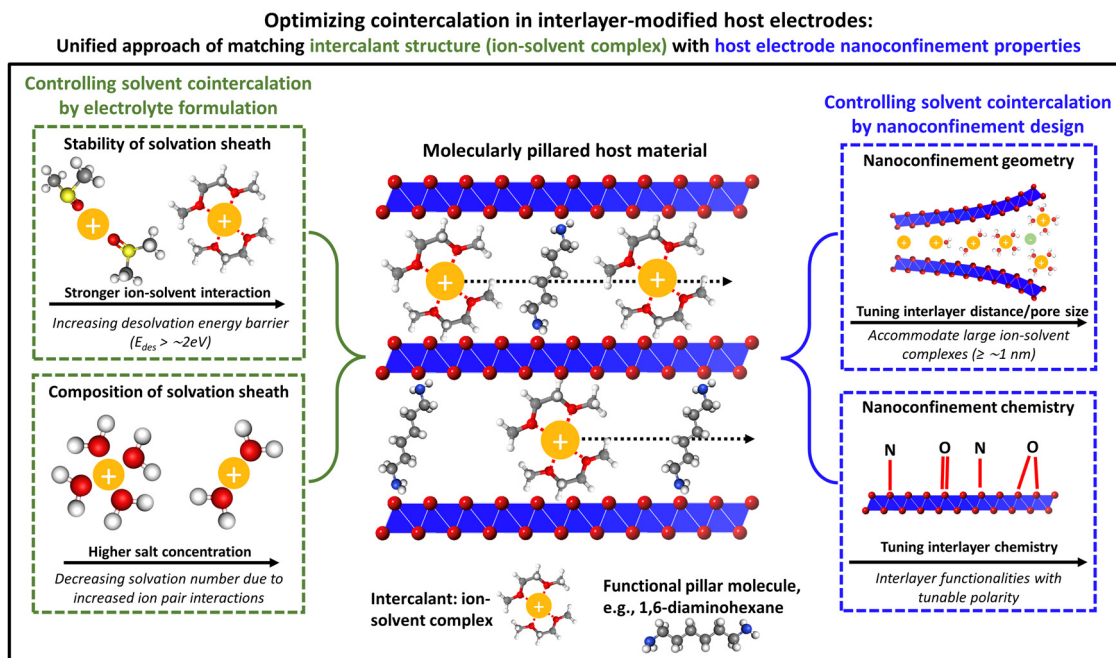 Optimizing cointercalation in interlayer-modified host electrodes:
Unified approach of matching intercalant structure (ion-solvent complex) with host electrode nanoconfinement properties
Controlling solvent cointercalation
by electrolyte formulation
Stability of solvation sheath
+
+
+
Stronger ion-solvent interaction
Increasing desolvation energy barrier
(E_des > ~2eV)
Composition of solvation sheath
+
+
Higher salt concentration
Decreasing solvation number due to
increased ion pair interactions
Molecularly pillared host material
+
+
+
Intercalant: ion-
solvent complex
+
Functional pillar molecule,
e.g., 1,6-diaminohexane
Controlling solvent cointercalation
by nanoconfinement design
Nanoconfinement geometry
+ + + + + - +
Tuning interlayer distance/pore size
Accommodate large ion-solvent
complexes (≥ ~1 nm)
Nanoconfinement chemistry
N O N O
Tuning interlayer chemistry
Interlayer functionalities with
tunable polarity